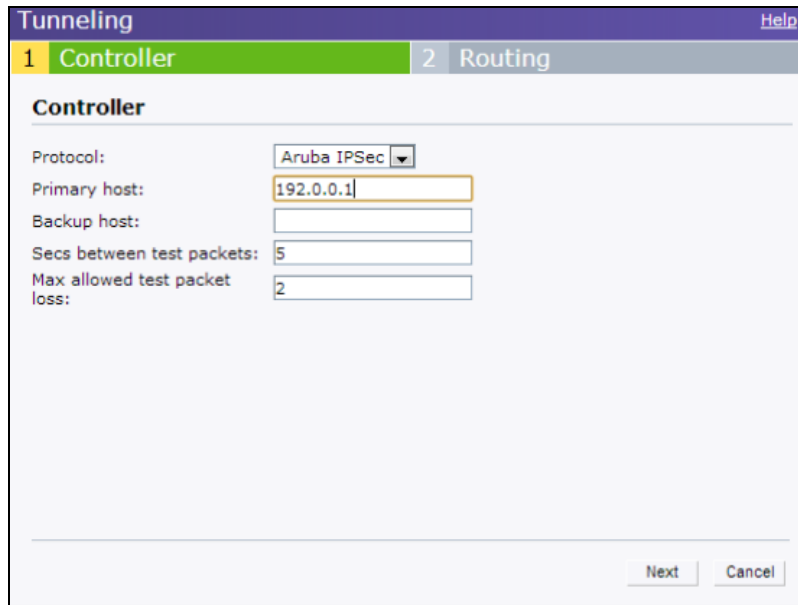 Tunneling Help
1 Controller 2 Routing
Controller
Protocol: Aruba IPSec
Primary host: 192.0.0.1
Backup host:
Secs between test packets: 5
Max allowed test packet
loss: 2
Next Cancel